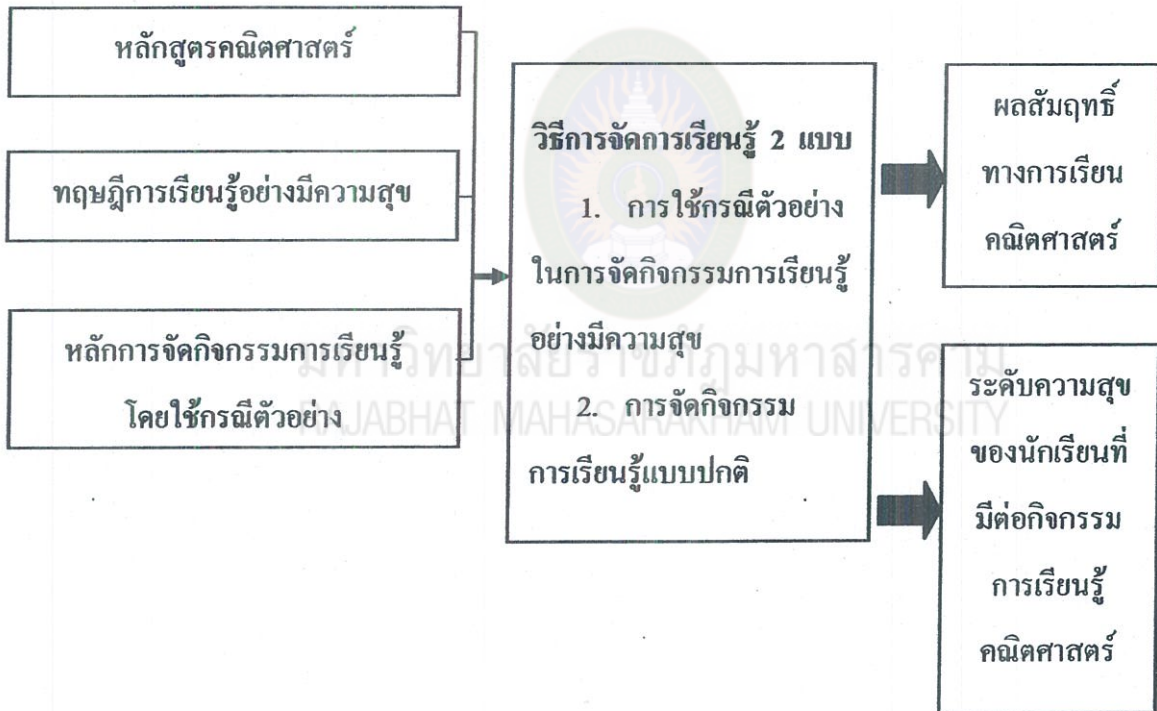 หลักสูตรคณิตศาสตร์
ทฤษฎีการเรียนรู้อย่างมีความสุข
หลักการจัดกิจกรรมการเรียนรู้
โดยใช้กรณีตัวอย่าง
วิธีการจัดการเรียนรู้ 2 แบบ
1. การใช้กรณีตัวอย่าง
ในการจัดกิจกรรมการเรียนรู้
อย่างมีความสุข
2. การจัดกิจกรรม
การเรียนรู้แบบปกติ
ผลสัมฤทธิ์
ทางการเรียน
คณิตศาสตร์
ระดับความสุข
ของนักเรียนที่
มีต่อกิจกรรม
การเรียนรู้
คณิตศาสตร์
มหาวิทยาลัยราชภัฏมหาสารคาม
RAJABHAT MAHASARAKHAM UNIVERSITY